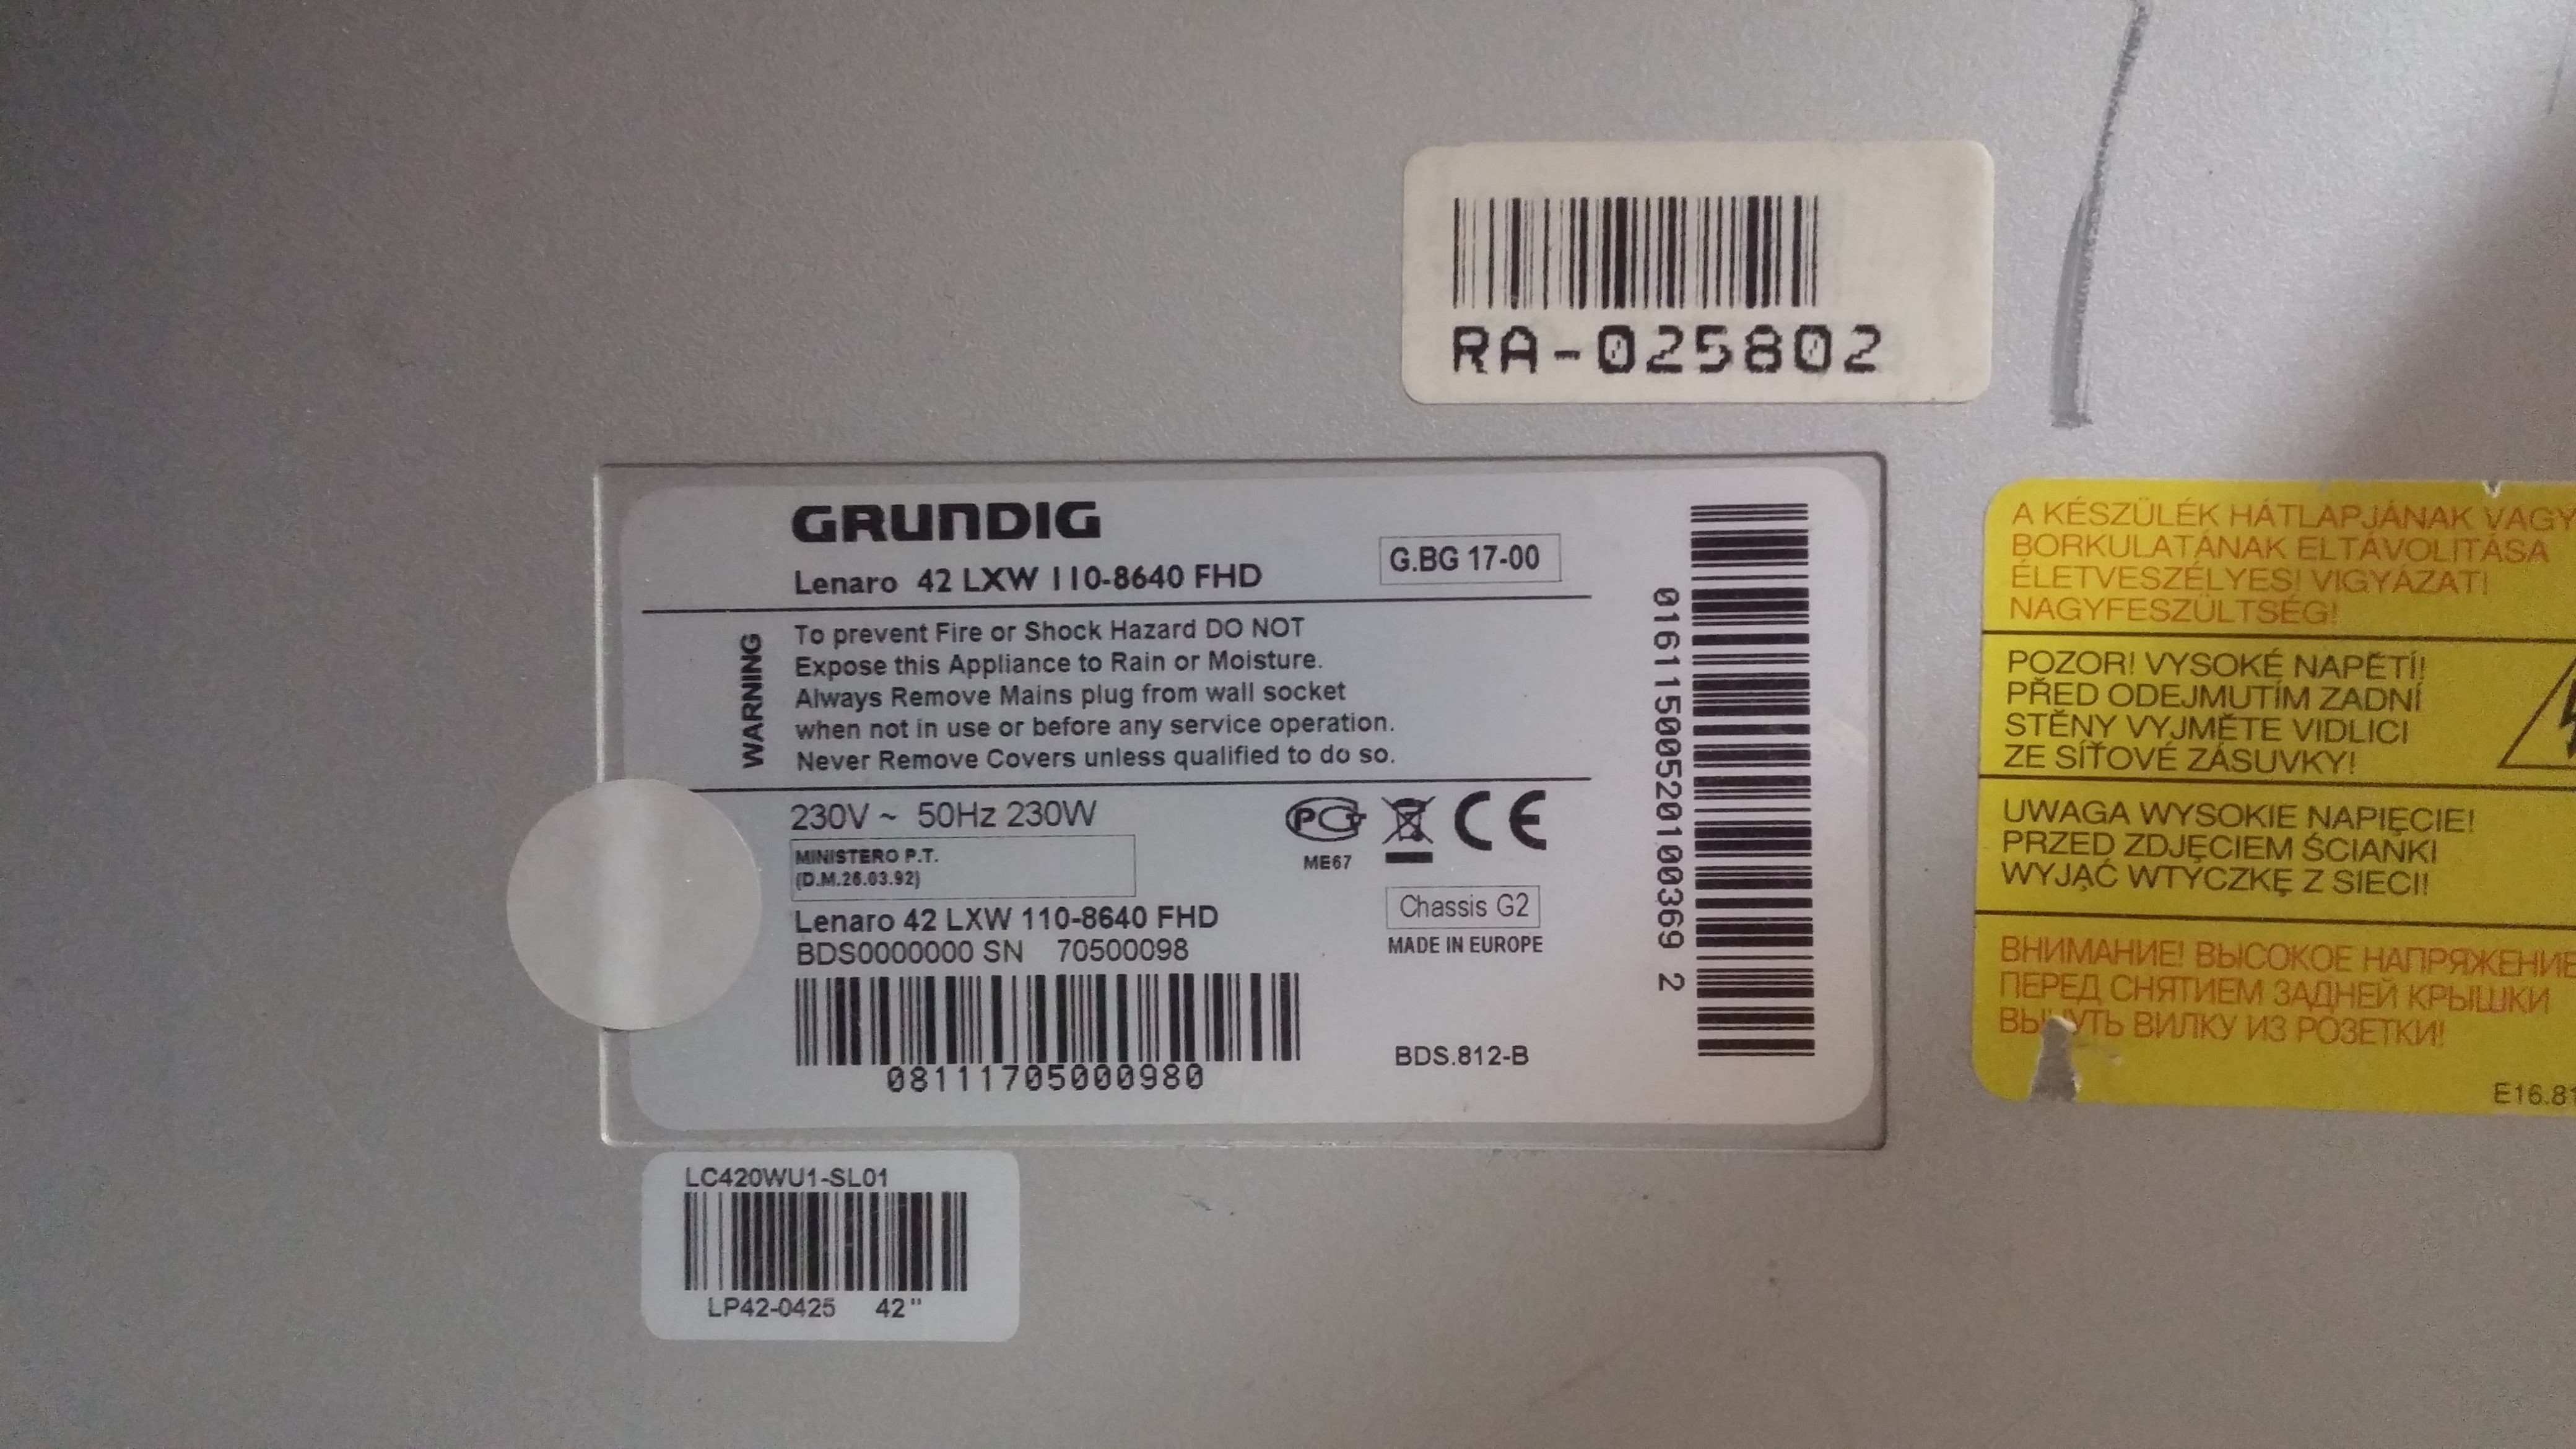 RA-025802
GRUNDIG
Lenaro 42 LXW 110-8640 FHD
G.BG 17-00
WARNING
To prevent Fire or Shock Hazard DO NOT
Expose this Appliance to Rain or Moisture.
Always Remove Mains plug from wall socket
when not in use or before any service operation.
Never Remove Covers unless qualified to do so.
230V ~ 50Hz 230W
MINISTERO P.T.
(D.M.26.03.92)
PCT
ME67
CE
Lenaro 42 LXW 110-8640 FHD
BDS0000000 SN 70500098
Chassis G2
MADE IN EUROPE
08111705000980
BDS.812-B
01611500520100369 2
LC420WU1-SL01
LP42-0425 42"
A KÉSZÜLÉK HÁTLAPJÁNAK VAGY
BORKULATÁNAK ELTÁVOLITÁSA
ÉLETVESZÉLYES! VIGYÁZAT!
NAGYFESZÜLTSÉG!
POZOR! VYSOKÉ NAPĚTÍ!
PŘED ODEJMUTÍM ZADNÍ
STĚNY VYJMĚTE VIDLICI
ZE SÍŤOVÉ ZÁSUVKY!
UWAGA WYSOKIE NAPIĘCIE!
PRZED ZDJĘCIEM ŚCIANKI
WYJĄĆ WTYCZKĘ Z SIECI!
ВНИМАНИЕ! ВЫСОКОЕ НАПРЯЖЕНИЕ
ПЕРЕД СНЯТИЕМ ЗАДНЕЙ КРЫШКИ
ВЫНУТЬ ВИЛКУ ИЗ РОЗЕТКИ!
E16.81